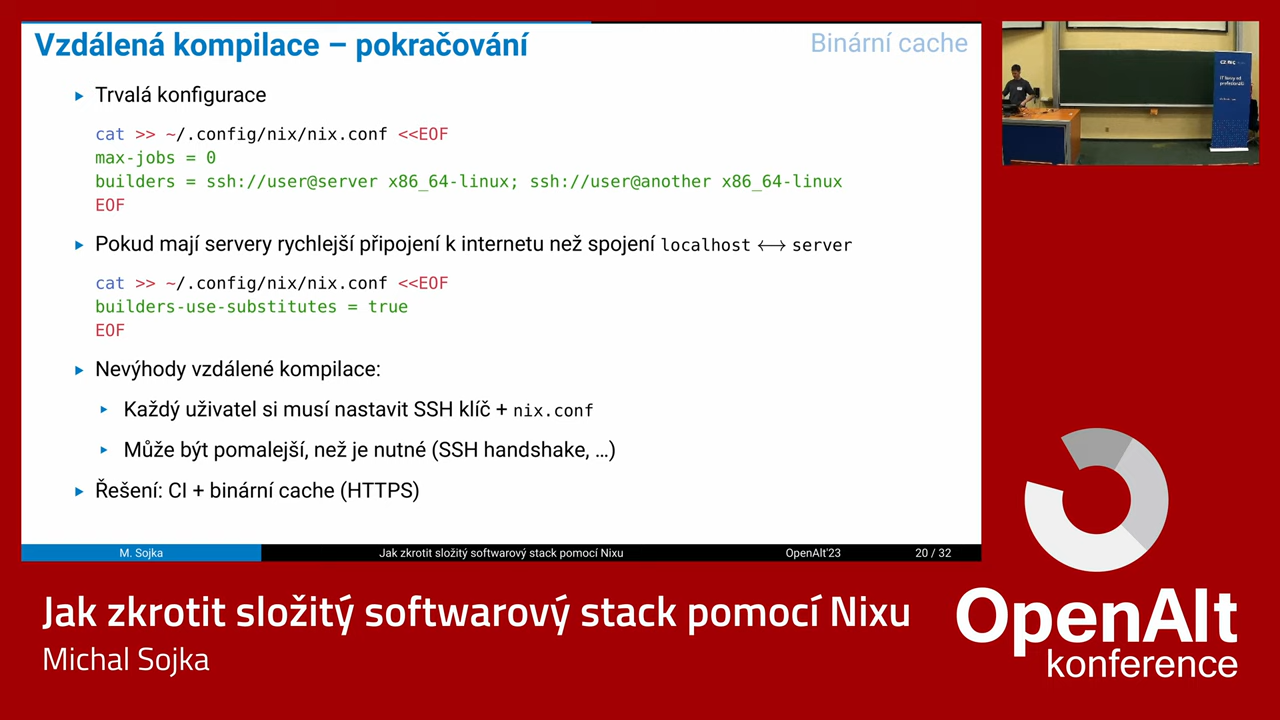 Vzdálená kompilace – pokračování
Binární cache
Trvalá konfigurace
cat >> ~/.config/nix/nix.conf <<EOF
max-jobs = 0
builders = ssh://user@server x86_64-linux; ssh://user@another x86_64-linux
EOF
Pokud mají servery rychlejší připojení k internetu než spojení localhost ⟷ server
cat >> ~/.config/nix/nix.conf <<EOF
builders-use-substitutes = true
EOF
Nevýhody vzdálené kompilace:
Každý uživatel si musí nastavit SSH klíč + nix.conf
Může být pomalejší, než je nutné (SSH handshake, …)
Řešení: CI + binární cache (HTTPS)
M. Sojka
Jak zkrotit složitý softwarový stack pomocí Nixu
OpenAlt'23
20 / 32
Jak zkrotit složitý softwarový stack pomocí Nixu
Michal Sojka
OpenAlt
konference